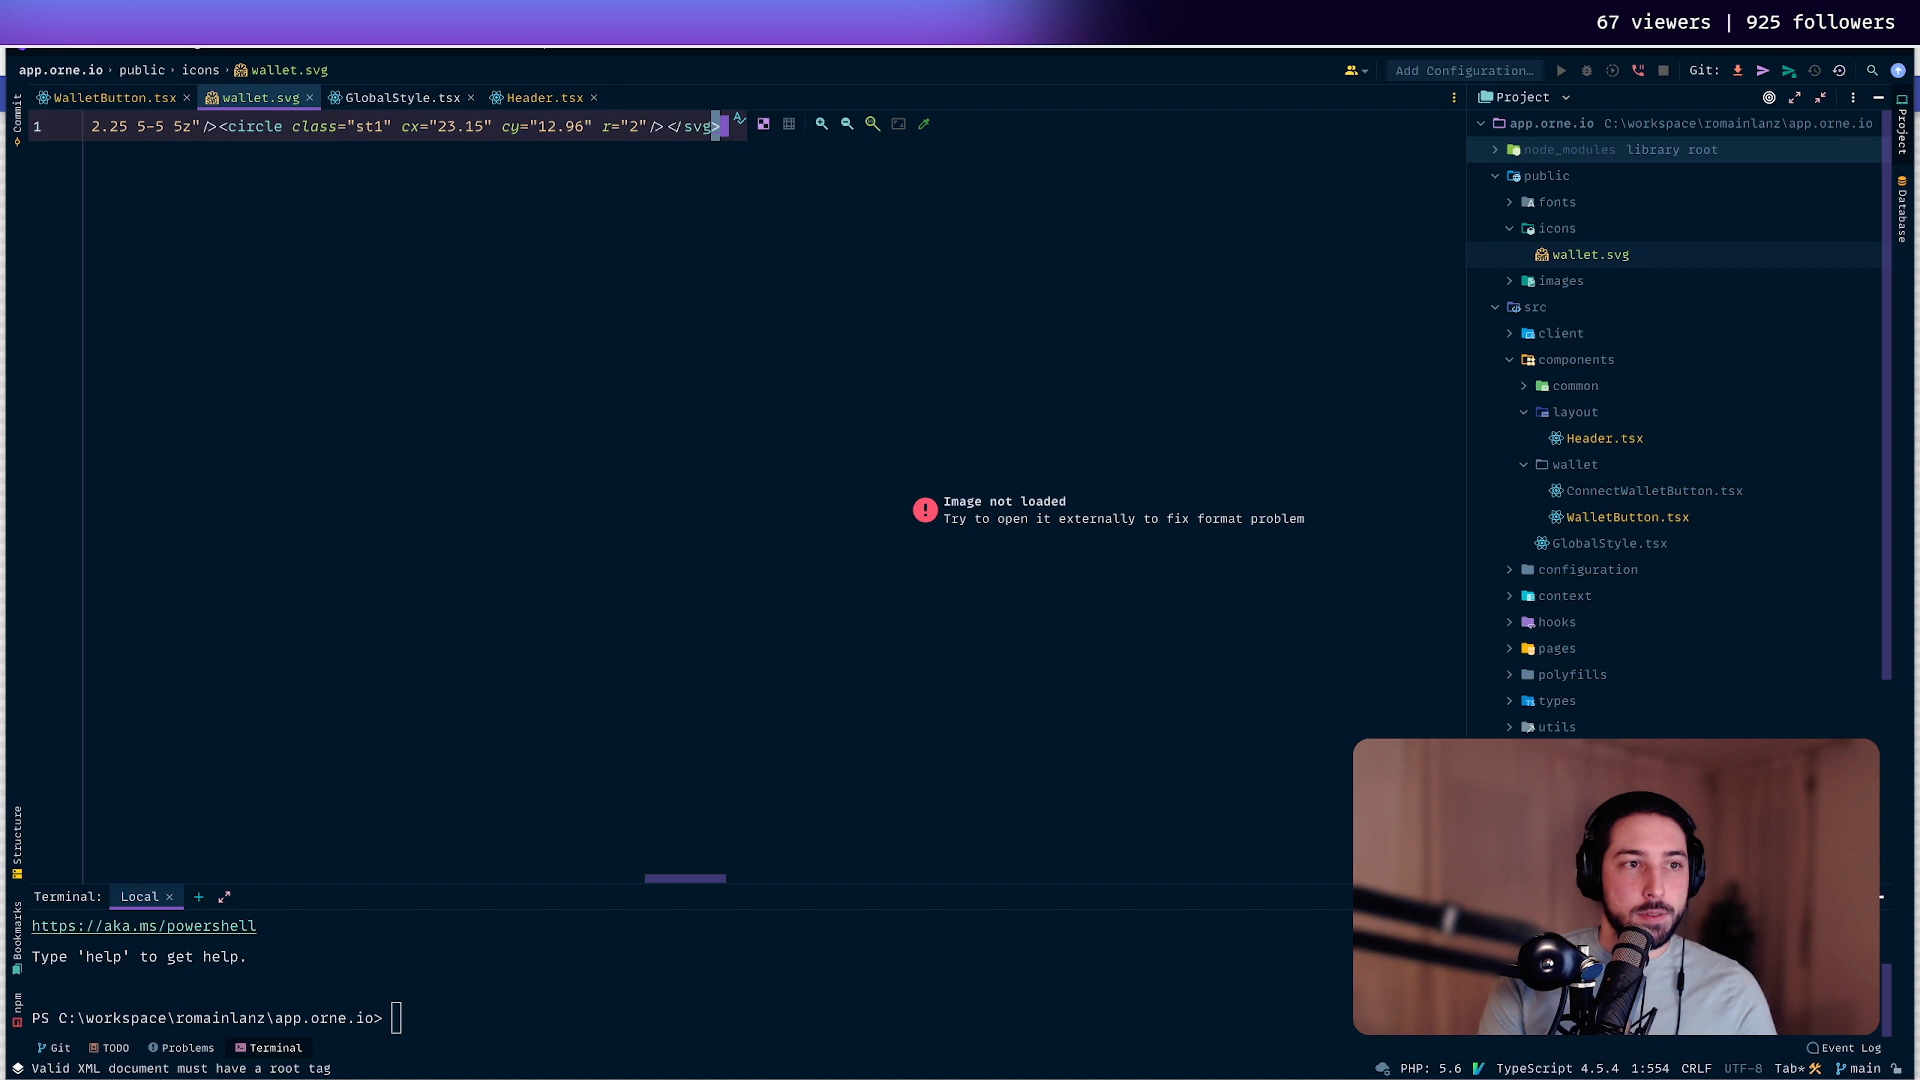 67 viewers | 925 followers
app.orne.io › public › icons › wallet.svg
Add Configuration…
Git:
WalletButton.tsx
wallet.svg
GlobalStyle.tsx
Header.tsx
Project
Commit
1
2.25 5-5 5z"/><circle class="st1" cx="23.15" cy="12.96" r="2"/></svg>
app.orne.io C:\workspace\romainlanz\app.orne.io
node_modules library root
public
fonts
icons
wallet.svg
images
src
client
components
common
layout
Header.tsx
wallet
ConnectWalletButton.tsx
WalletButton.tsx
GlobalStyle.tsx
configuration
context
hooks
pages
polyfills
types
utils
Project
Database
Image not loaded
Try to open it externally to fix format problem
Structure
Bookmarks
npm
Terminal: Local
https://aka.ms/powershell
Type 'help' to get help.
PS C:\workspace\romainlanz\app.orne.io>
Git
TODO
Problems
Terminal
Event Log
Valid XML document must have a root tag
PHP: 5.6
TypeScript 4.5.4
1:554
CRLF
UTF-8
Tab*
main